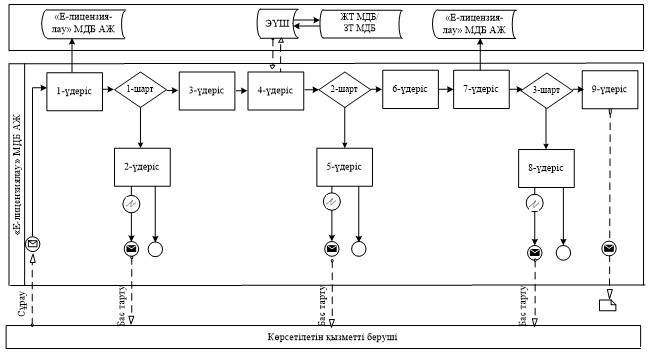 «Е-лицензия-
лау» МДБ АЖ
ЭҮШ
ЖТ МДБ/
ЗТ МДБ
«Е-лицензия-
лау» МДБ АЖ
«Е-лицензиялау» МДБ АЖ
1-үдеріс
1-шарт
3-үдеріс
4-үдеріс
2-шарт
6-үдеріс
7-үдеріс
3-шарт
9-үдеріс
2-үдеріс
5-үдеріс
8-үдеріс
Сұрау
Бас тарту
Бас тарту
Бас тарту
Көрсетілетін қызметті беруші